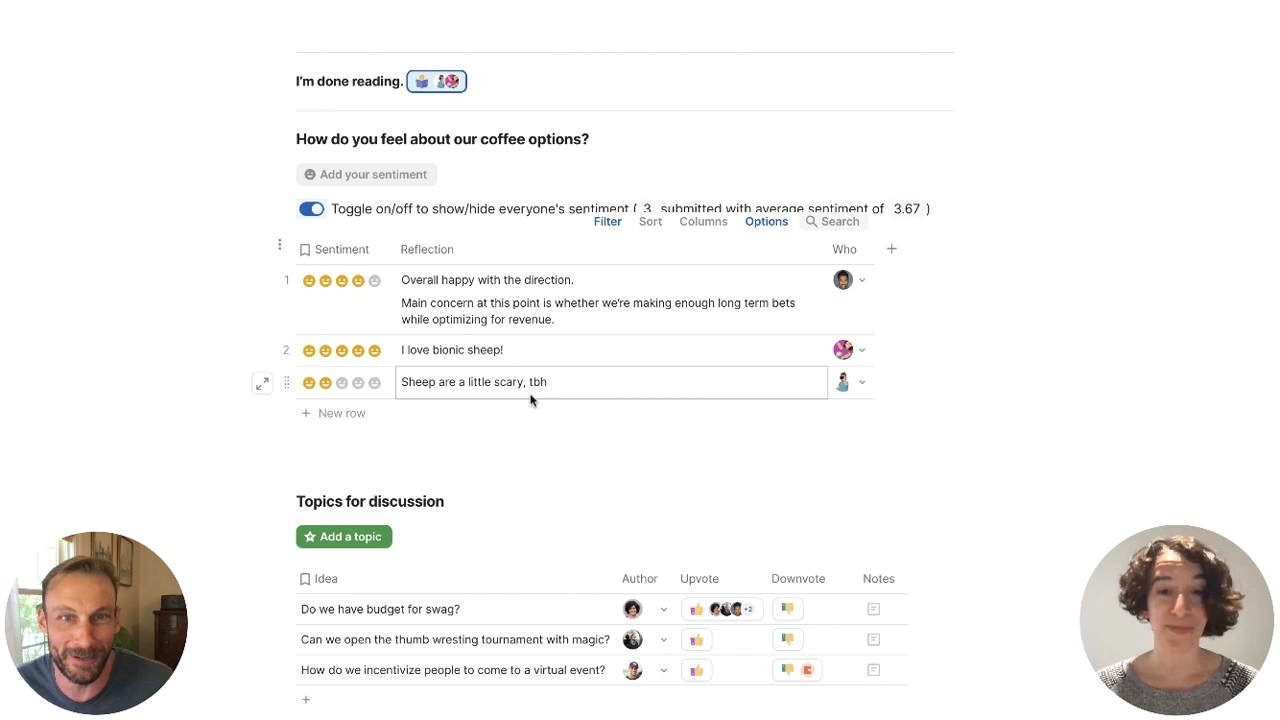 I'm done reading.
How do you feel about our coffee options?
Add your sentiment
Toggle on/off to show/hide everyone's sentiment ( 3 submitted with average sentiment of 3.67 )
Filter Sort Columns Options Search
Sentiment Reflection Who
1 Overall happy with the direction.
Main concern at this point is whether we're making enough long term bets
while optimizing for revenue.
2 I love bionic sheep!
Sheep are a little scary, tbh
+ New row
Topics for discussion
Add a topic
Idea Author Upvote Downvote Notes
Do we have budget for swag? +2
Can we open the thumb wresting tournament with magic?
How do we incentivize people to come to a virtual event?
+